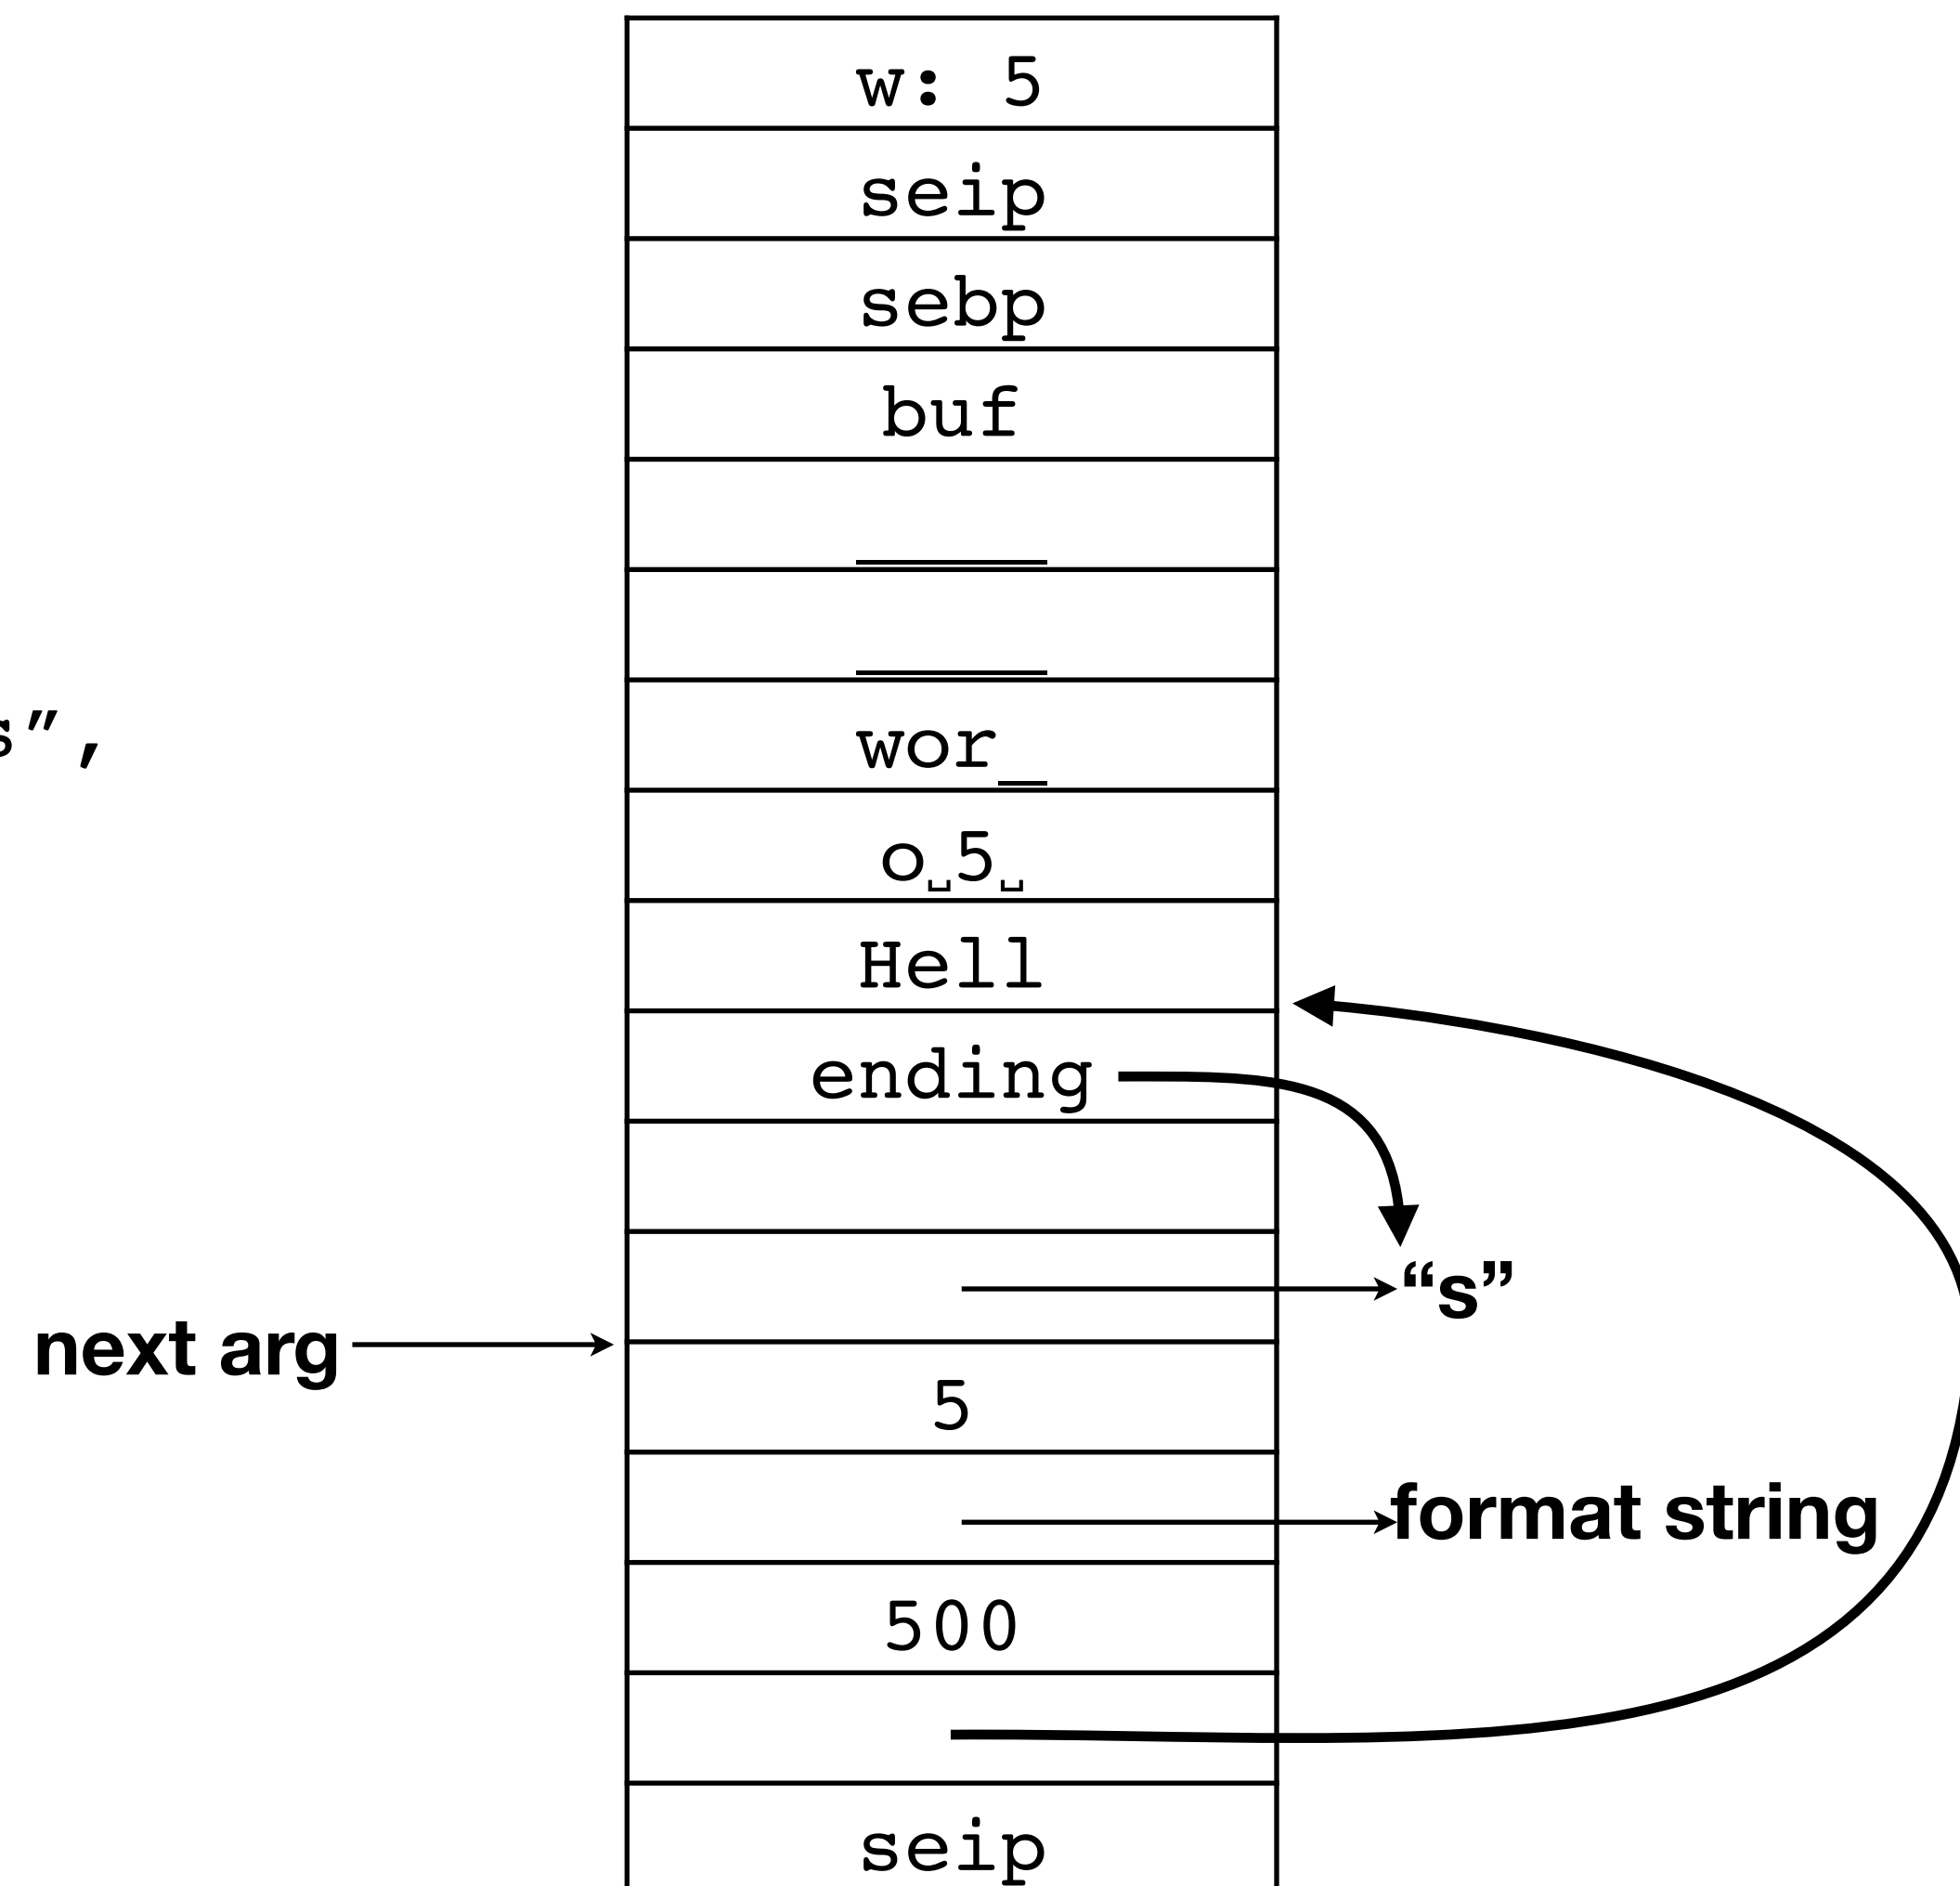 w: 5
seip
sebp
buf
____
____
s”,
wor_
o␣5␣
Hell
ending
“s”
next arg
5
format string
500
seip